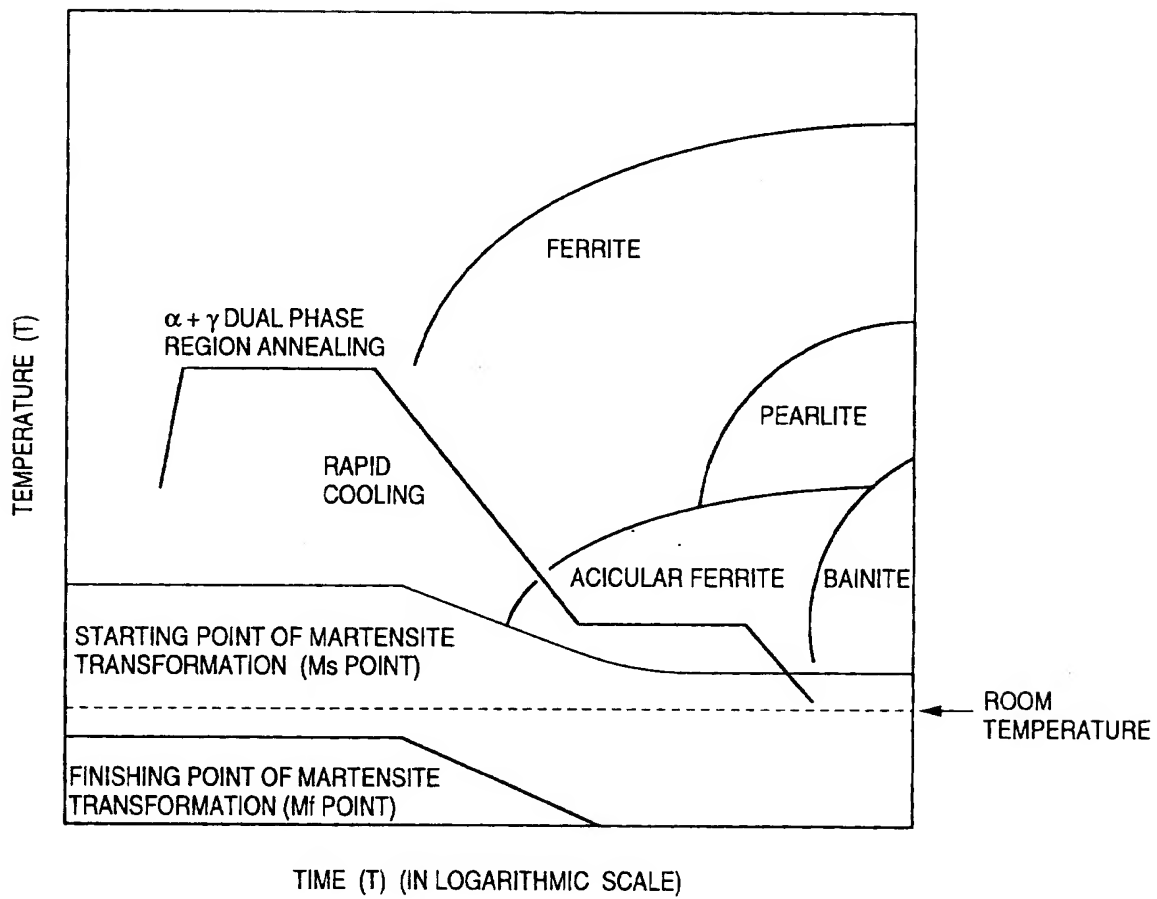 FERRITE
α + γ DUAL PHASE
REGION ANNEALING
PEARLITE
RAPID
COOLING
ACICULAR FERRITE
BAINITE
STARTING POINT OF MARTENSITE
TRANSFORMATION (Ms POINT)
ROOM
TEMPERATURE
FINISHING POINT OF MARTENSITE
TRANSFORMATION (Mf POINT)
TEMPERATURE (T)
TIME (T) (IN LOGARITHMIC SCALE)